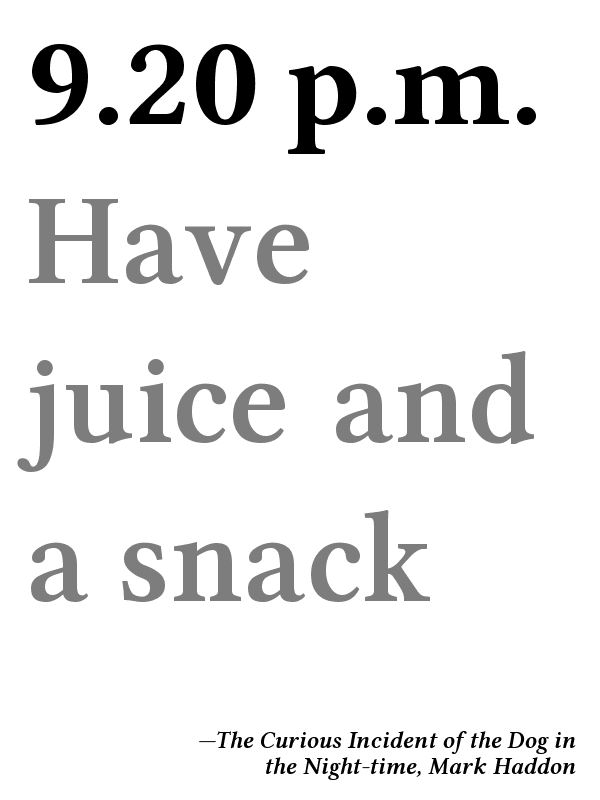 9.20 p.m.
Have
juice and
a snack
—The Curious Incident of the Dog in
the Night-time, Mark Haddon